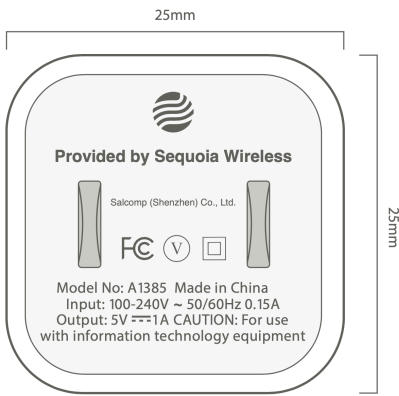 25mm
Provided by Sequoia Wireless
Salcomp (Shenzhen) Co., Ltd.
FC V
Model No: A1385 Made in China
Input: 100-240V ~ 50/60Hz 0.15A
Output: 5V ⎓ 1A CAUTION: For use
with information technology equipment
25mm